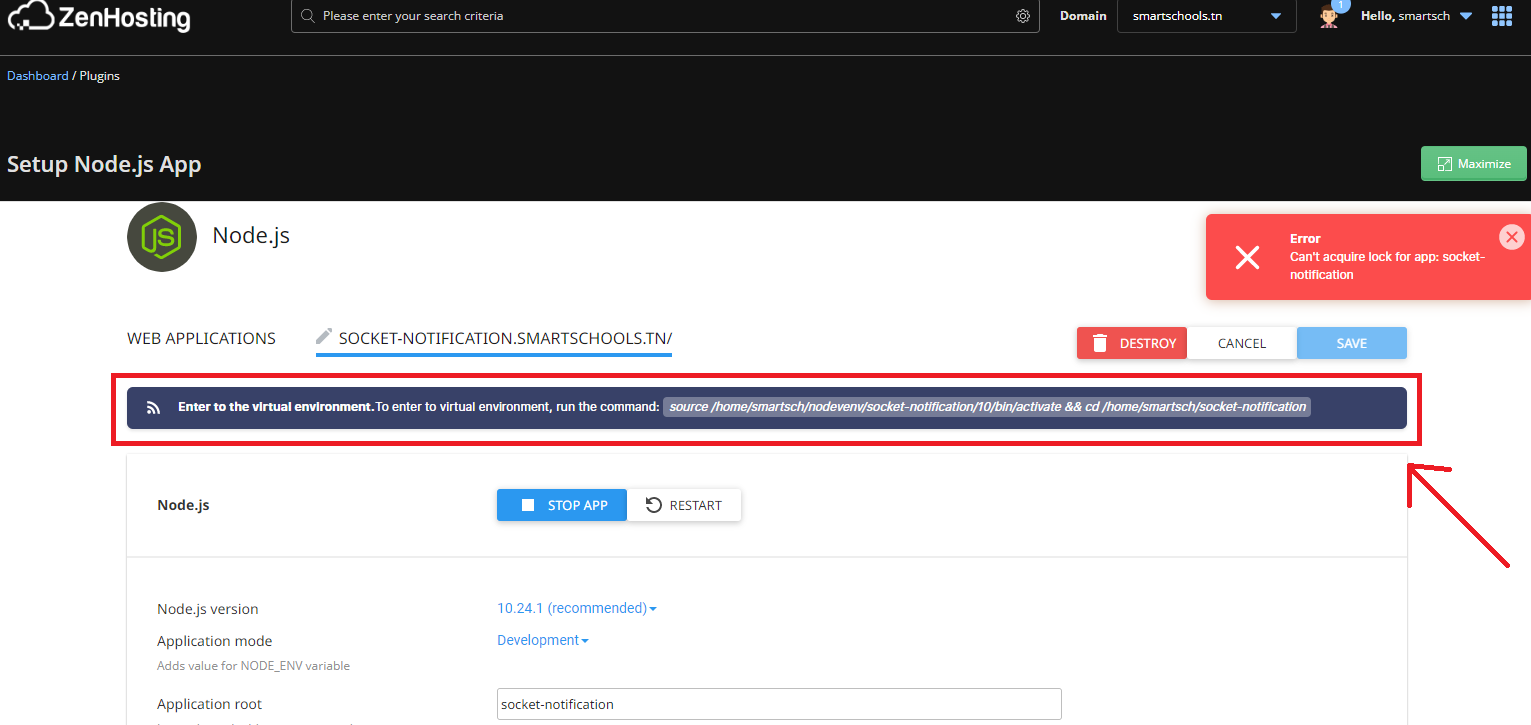 ZenHosting
Please enter your search criteria
Domain
smartschools.tn
1
Hello, smartsch
Dashboard / Plugins
Setup Node.js App
Maximize
JS
Node.js
Error
Can't acquire lock for app: socket-
notification
WEB APPLICATIONS
SOCKET-NOTIFICATION.SMARTSCHOOLS.TN/
DESTROY
CANCEL
SAVE
Enter to the virtual environment.To enter to virtual environment, run the command: source /home/smartsch/nodevenv/socket-notification/10/bin/activate && cd /home/smartsch/socket-notification
Node.js
STOP APP
RESTART
Node.js version
10.24.1 (recommended)
Application mode
Development
Adds value for NODE_ENV variable
Application root
socket-notification